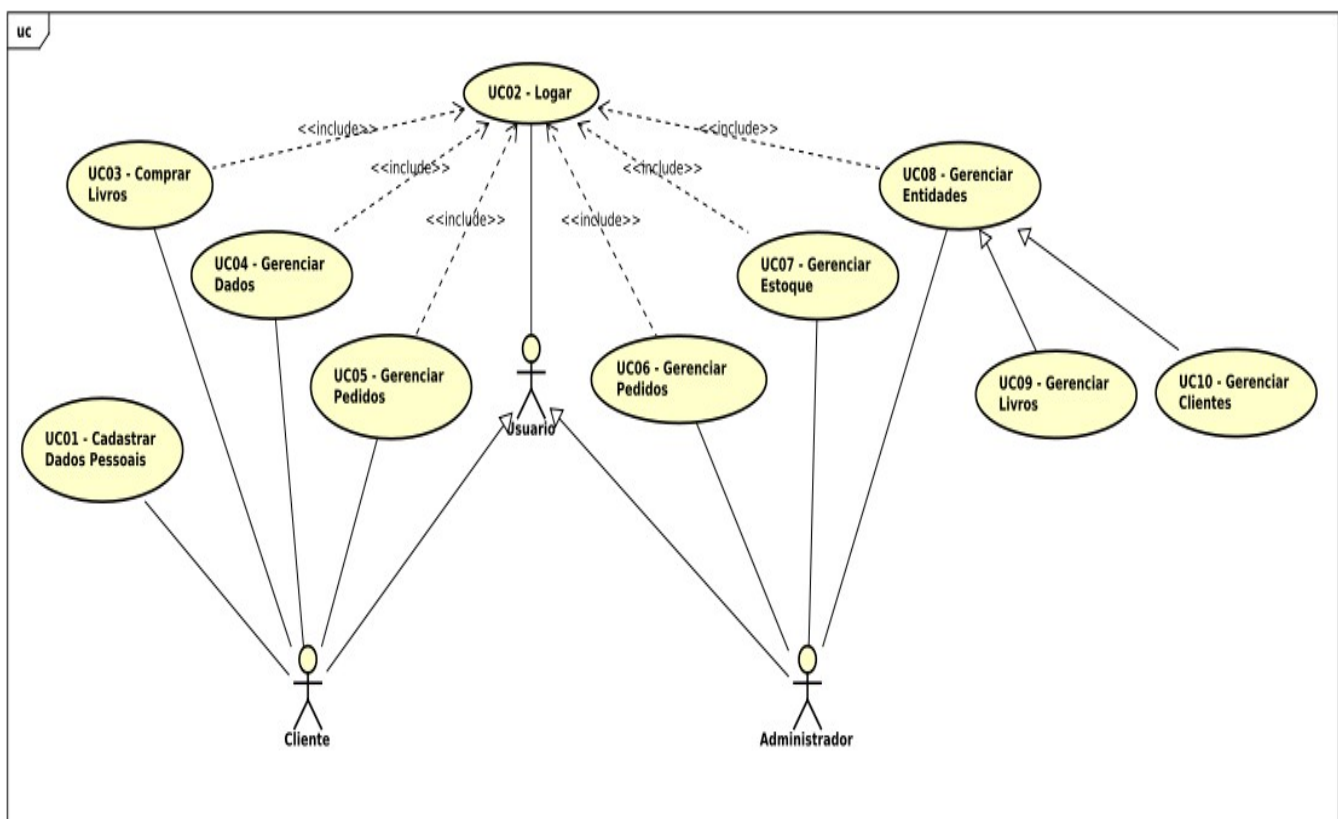 uc
UC02 - Logar
<<include>>
<<include>>
UC03 - Comprar
Livros
<<include>>
<<include>>
UC08 - Gerenciar
Entidades
<<include>>
<<include>>
UC04 - Gerenciar
Dados
UC07 - Gerenciar
Estoque
UC05 - Gerenciar
Pedidos
UC06 - Gerenciar
Pedidos
UC09 - Gerenciar
Livros
UC10 - Gerenciar
Clientes
Usuario
UC01 - Cadastrar
Dados Pessoais
Cliente
Administrador